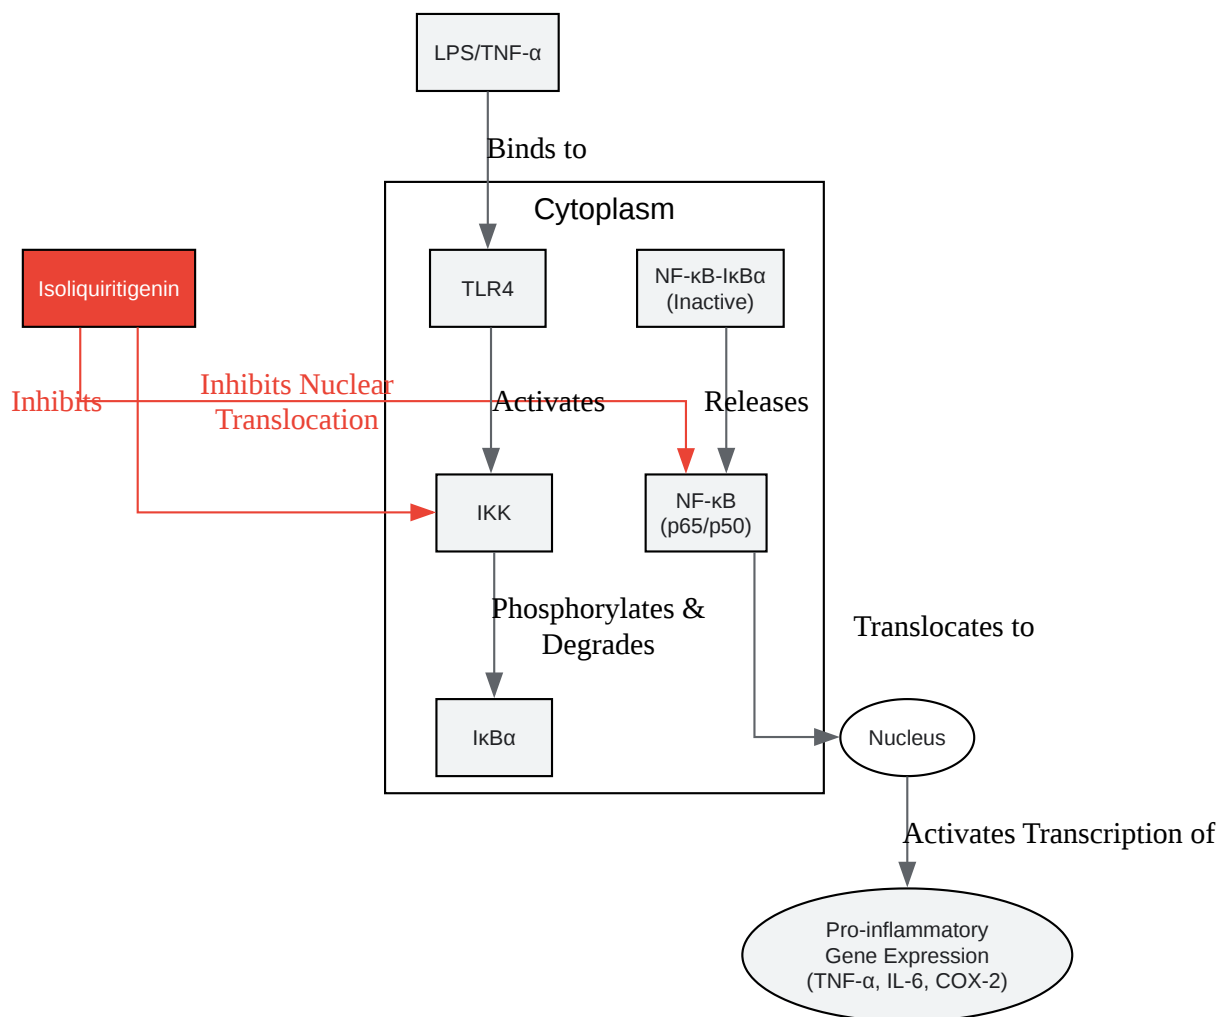 LPS/TNF-α
Binds to
Cytoplasm
Isoliquiritigenin
TLR4
NF-κB-IκBα
(Inactive)
Inhibits
Inhibits Nuclear
Translocation
Activates
Releases
IKK
NF-κB
(p65/p50)
Phosphorylates &
Degrades
Translocates to
IκBα
Nucleus
Activates Transcription of
Pro-inflammatory
Gene Expression
(TNF-α, IL-6, COX-2)